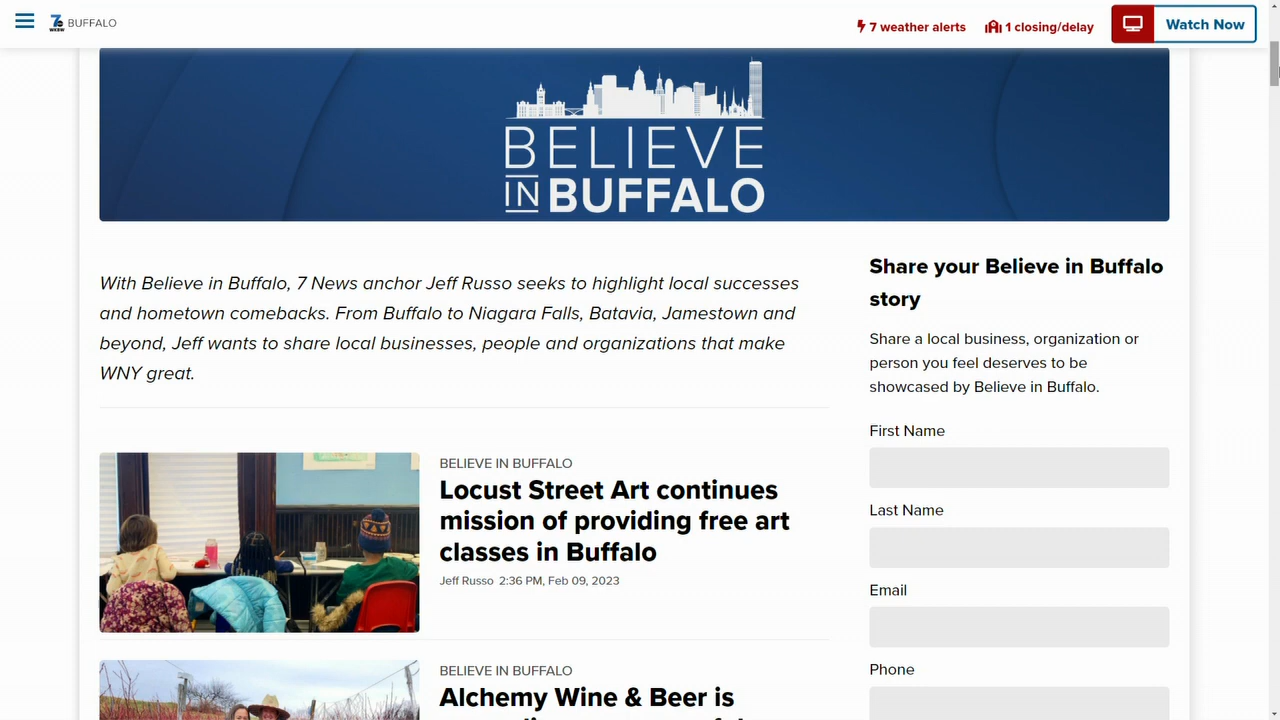 7
WKBW
BUFFALO
7 weather alerts
1 closing/delay
Watch Now
BELIEVE
IN BUFFALO
With Believe in Buffalo, 7 News anchor Jeff Russo seeks to highlight local successes
and hometown comebacks. From Buffalo to Niagara Falls, Batavia, Jamestown and
beyond, Jeff wants to share local businesses, people and organizations that make
WNY great.
BELIEVE IN BUFFALO
Locust Street Art continues
mission of providing free art
classes in Buffalo
Jeff Russo 2:36 PM, Feb 09, 2023
BELIEVE IN BUFFALO
Alchemy Wine & Beer is
Share your Believe in Buffalo
story
Share a local business, organization or
person you feel deserves to be
showcased by Believe in Buffalo.
First Name
Last Name
Email
Phone